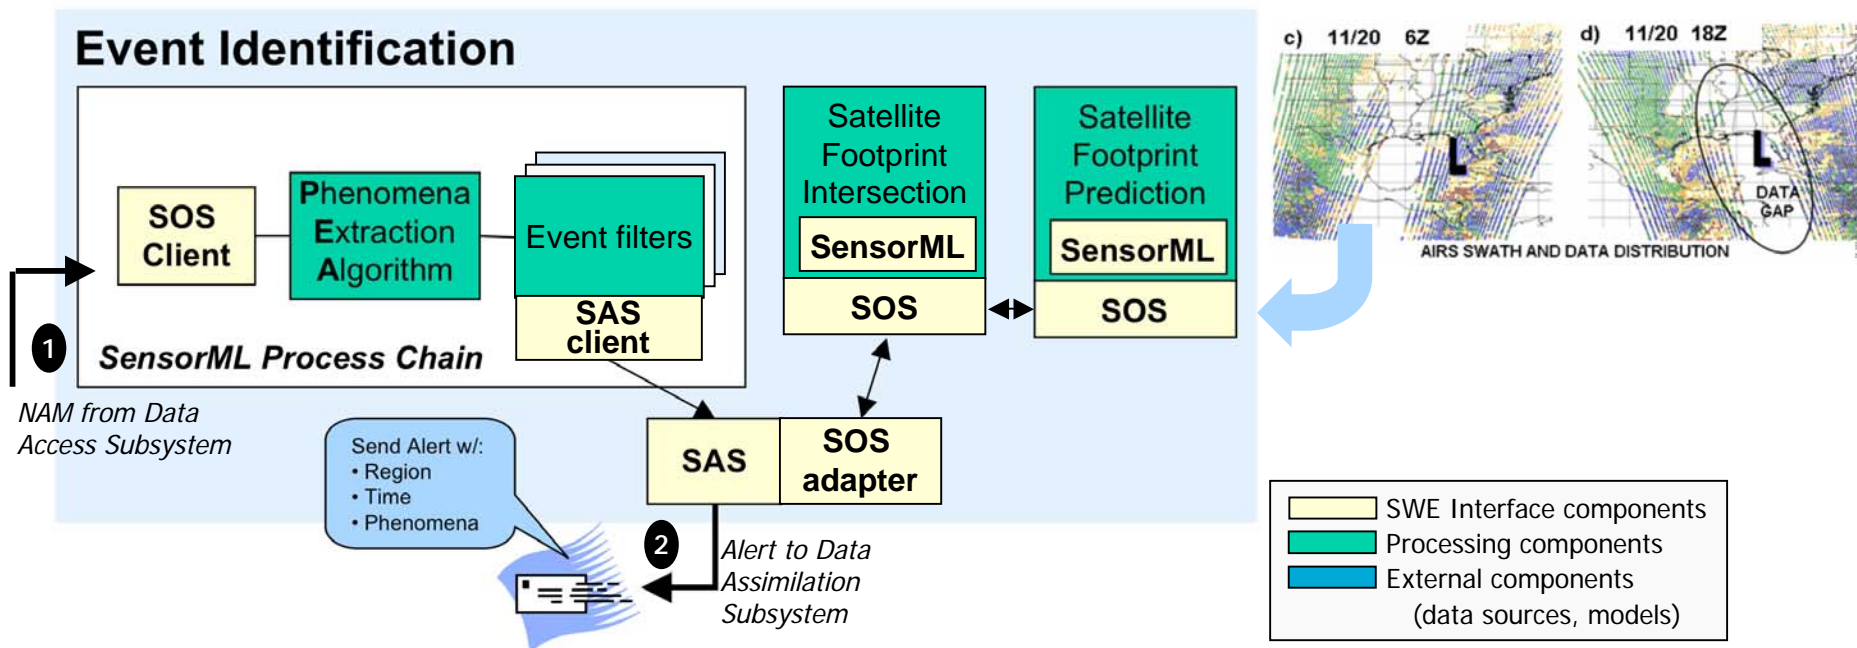 Event Identification
SOS
Client
Phenomena
Extraction
Algorithm
Event filters
SAS
client
SensorML Process Chain
1
NAM from Data
Access Subsystem
Satellite
Footprint
Intersection
SensorML
SOS
Satellite
Footprint
Prediction
SensorML
SOS
SAS
SOS
adapter
Send Alert w/:
• Region
• Time
• Phenomena
2
Alert to Data
Assimilation
Subsystem
c) 11/20 6Z
L
d) 11/20 18Z
L
DATA
GAP
AIRS SWATH AND DATA DISTRIBUTION
SWE Interface components
Processing components
External components
(data sources, models)